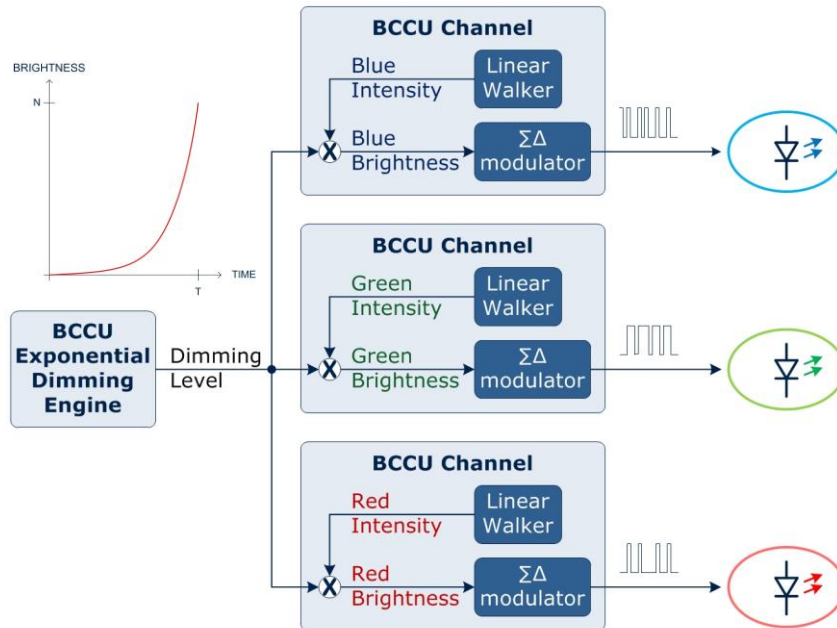 BRIGHTNESS
N
TIME
T
BCCU
Exponential
Dimming
Engine
Dimming
Level
BCCU Channel
Blue
Intensity
Linear
Walker
X
Blue
Brightness
ΣΔ
modulator
BCCU Channel
Green
Intensity
Linear
Walker
X
Green
Brightness
ΣΔ
modulator
BCCU Channel
Red
Intensity
Linear
Walker
X
Red
Brightness
ΣΔ
modulator